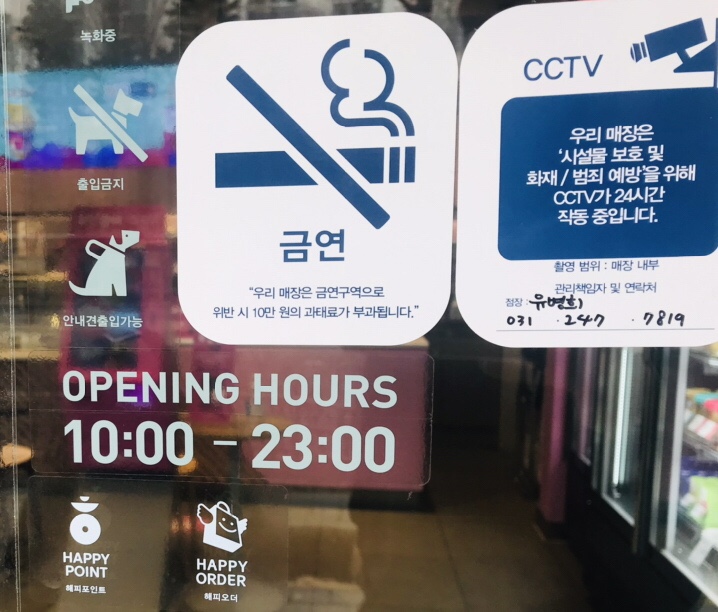 녹화중
출입금지
안내견출입가능
금연
“우리 매장은 금연구역으로
위반 시 10만 원의 과태료가 부과됩니다.”
CCTV
우리 매장은
‘시설물 보호 및
화재 / 범죄 예방’을 위해
CCTV가 24시간
작동 중입니다.
촬영 범위 : 매장 내부
관리책임자 및 연락처
점장 : 유병희
031 . 247 . 7819
OPENING HOURS
10:00 – 23:00
HAPPY
POINT
해피포인트
HAPPY
ORDER
해피오더